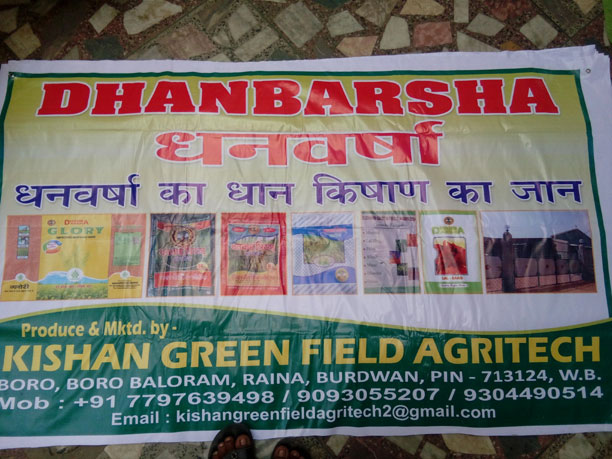 DHANBARSHA
धनवर्षा
धनवर्षा का धान किषाण का जान
GLORY
Produce & Mktd. by -
KISHAN GREEN FIELD AGRITECH
BORO, BORO BALORAM, RAINA, BURDWAN, PIN - 713124, W.B.
Mob : +91 7797639498 / 9093055207 / 9304490514
Email : kishangreenfieldagritech2@gmail.com